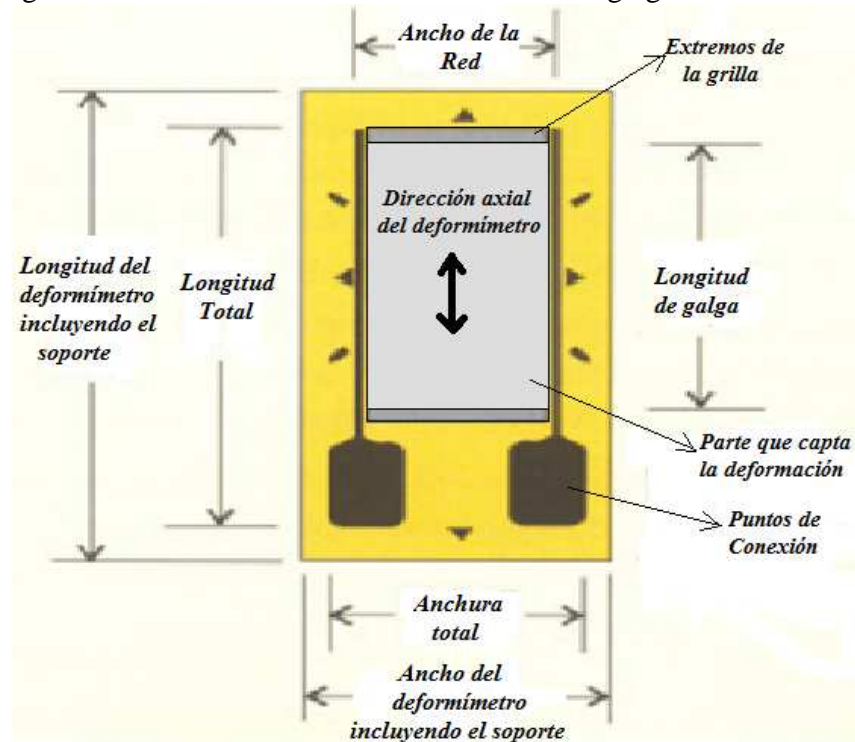 Ancho de la
Red
Extremos de
la grilla
Dirección axial
del deformímetro
Longitud del
deformímetro
incluyendo el
soporte
Longitud
Total
Longitud
de galga
Parte que capta
la deformación
Puntos de
Conexión
Anchura
total
Ancho del
deformímetro
incluyendo el soporte